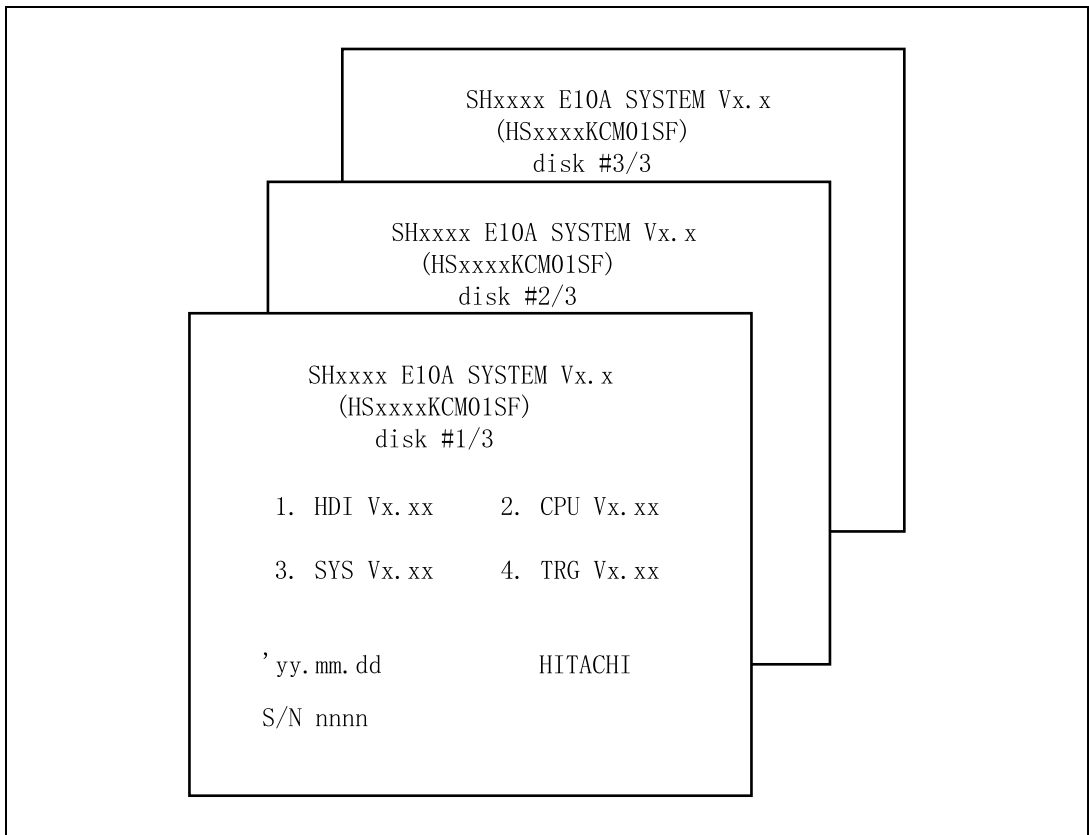 SHxxxx E10A SYSTEM Vx.x
(HSxxxxKCM01SF)
disk #3/3
SHxxxx E10A SYSTEM Vx.x
(HSxxxxKCM01SF)
disk #2/3
SHxxxx E10A SYSTEM Vx.x
(HSxxxxKCM01SF)
disk #1/3
1. HDI Vx.xx 2. CPU Vx.xx
3. SYS Vx.xx 4. TRG Vx.xx
'yy.mm.dd HITACHI
S/N nnnn